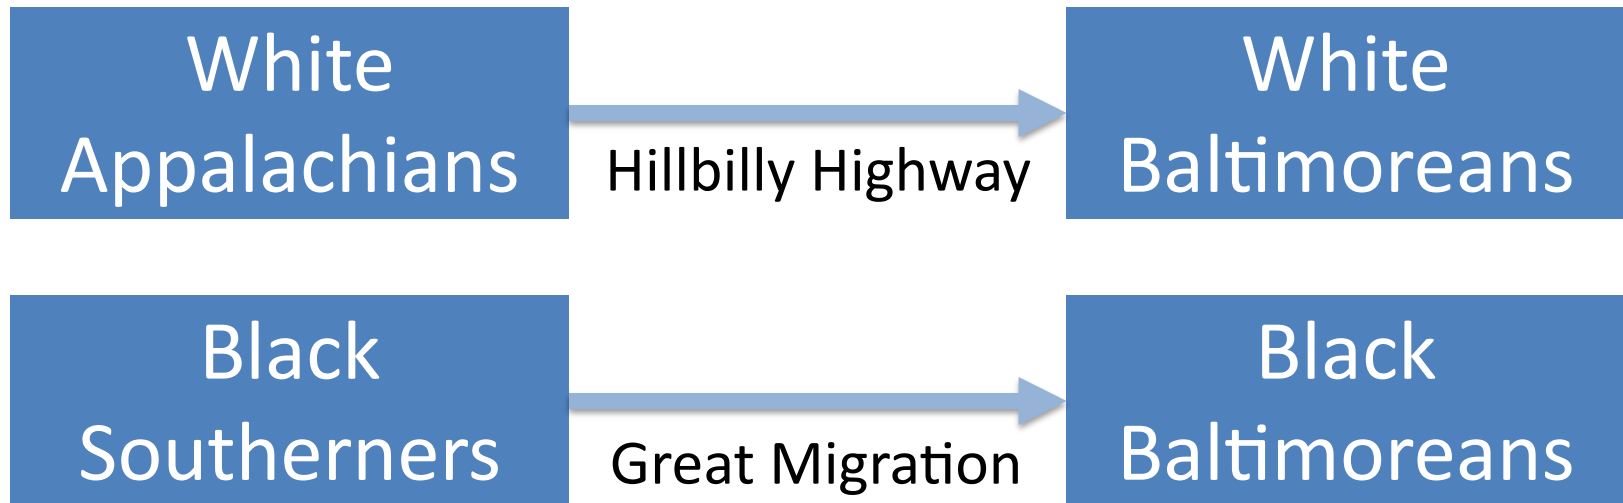 White
Appalachians
Hillbilly Highway
White
Baltimoreans
Black
Southerners
Great Migration
Black
Baltimoreans